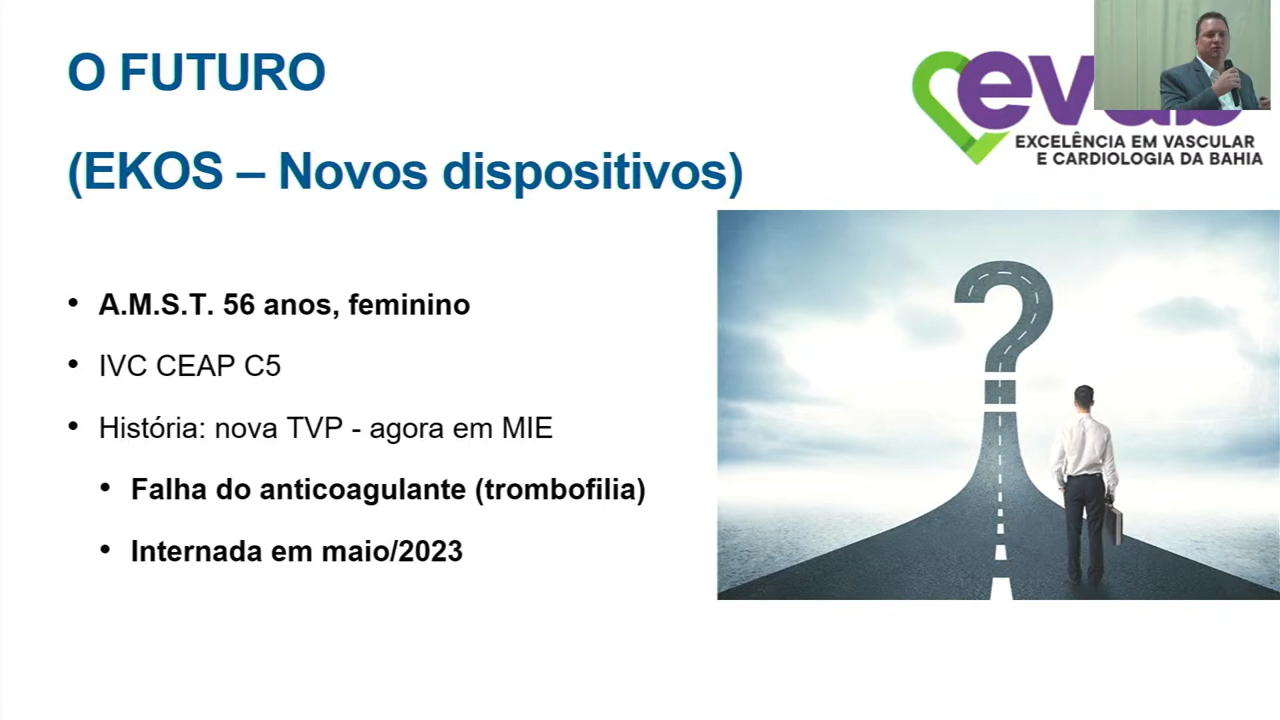 O FUTURO
(EKOS – Novos dispositivos)
EXCELÊNCIA EM VASCULAR
E CARDIOLOGIA DA BAHIA
• A.M.S.T. 56 anos, feminino
• IVC CEAP C5
• História: nova TVP - agora em MIE
• Falha do anticoagulante (trombofilia)
• Internada em maio/2023
?